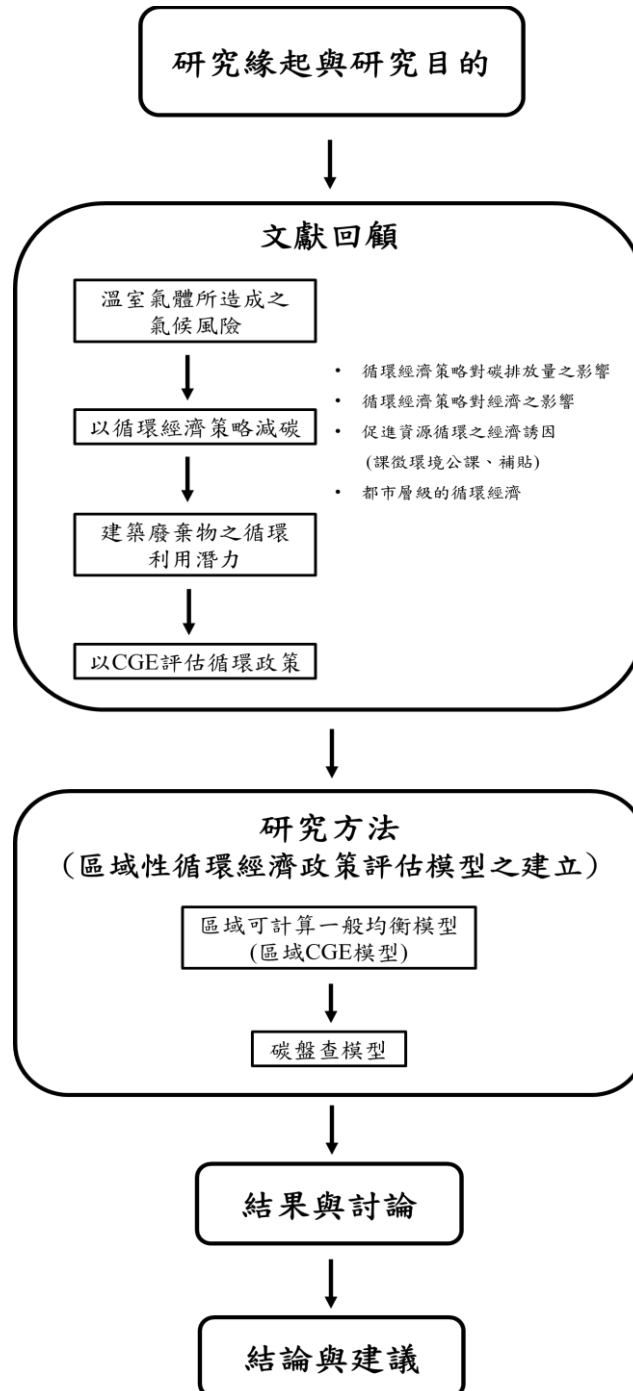 研究緣起與研究目的
文獻回顧
溫室氣體所造成之
氣候風險
以循環經濟策略減碳
• 循環經濟策略對碳排放量之影響
• 循環經濟策略對經濟之影響
• 促進資源循環之經濟誘因
(課徵環境公課、補貼)
• 都市層級的循環經濟
建築廢棄物之循環
利用潛力
以CGE評估循環政策
研究方法
(區域性循環經濟政策評估模型之建立)
區域可計算一般均衡模型
(區域CGE模型)
碳盤查模型
結果與討論
結論與建議